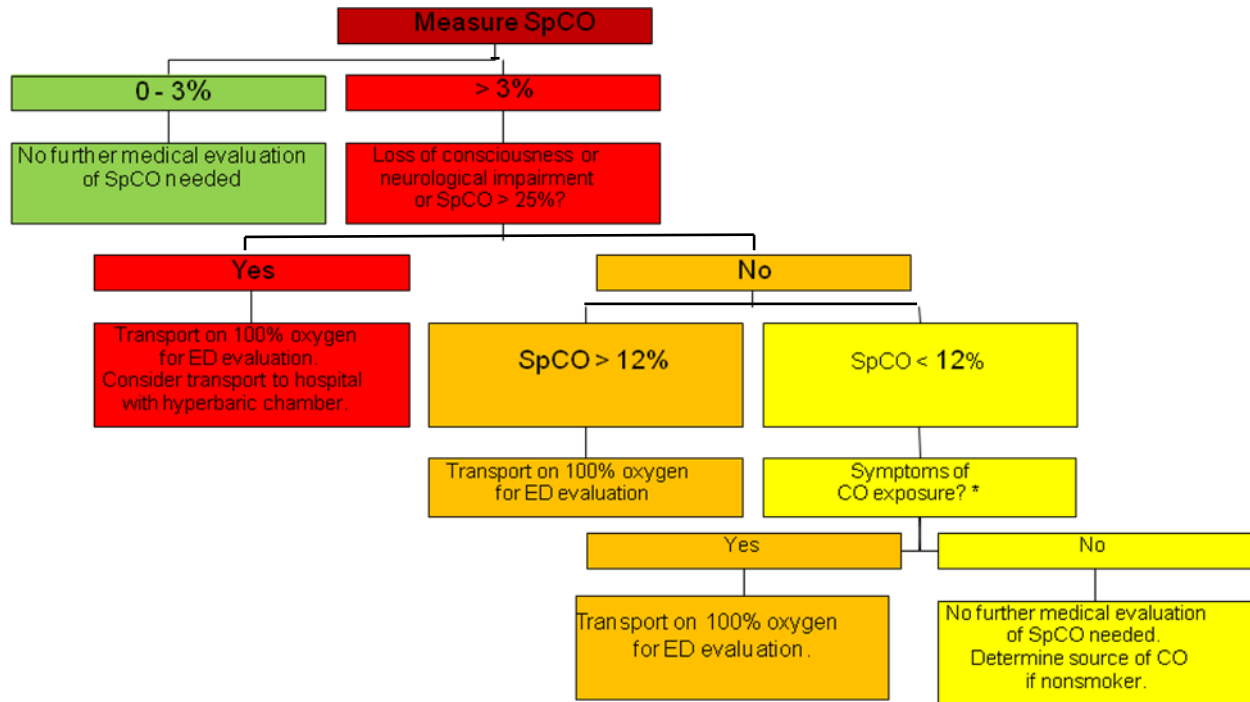 Measure SpCO
0 - 3%
> 3%
No further medical evaluation
of SpCO needed
Loss of consciousness or
neurological impairment
or SpCO > 25%?
Yes
No
Transport on 100% oxygen
for ED evaluation.
Consider transport to hospital
with hyperbaric chamber.
SpCO > 12%
SpCO < 12%
Transport on 100% oxygen
for ED evaluation
Symptoms of
CO exposure? *
Yes
No
Transport on 100% oxygen
for ED evaluation.
No further medical evaluation
of SpCO needed.
Determine source of CO
if nonsmoker.